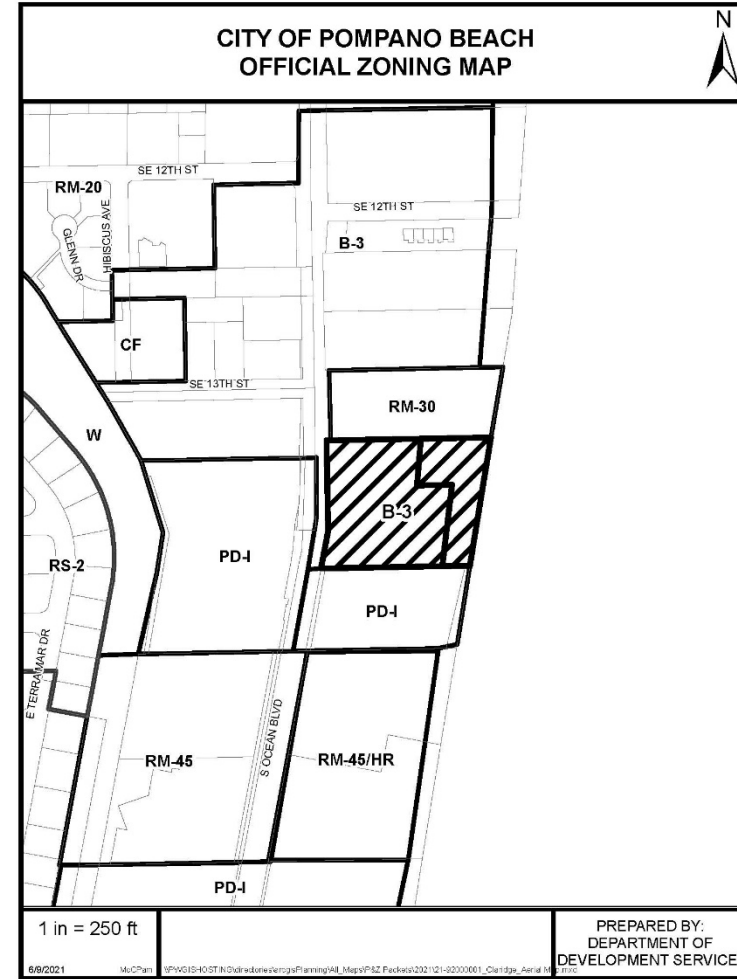 CITY OF POMPANO BEACH
OFFICIAL ZONING MAP
N
SE 12TH ST
RM-20
SE 12TH ST
GLENN DR
HIBISCUS AVE
B-3
CF
SE 13TH ST
RM-30
W
B-3
PD-I
RS-2
PD-I
E TERRAMAR DR
S OCEAN BLVD
RM-45
RM-45/HR
PD-I
1 in = 250 ft
6/9/2021
McCPam
PREPARED BY:
DEPARTMENT OF
DEVELOPMENT SERVICE